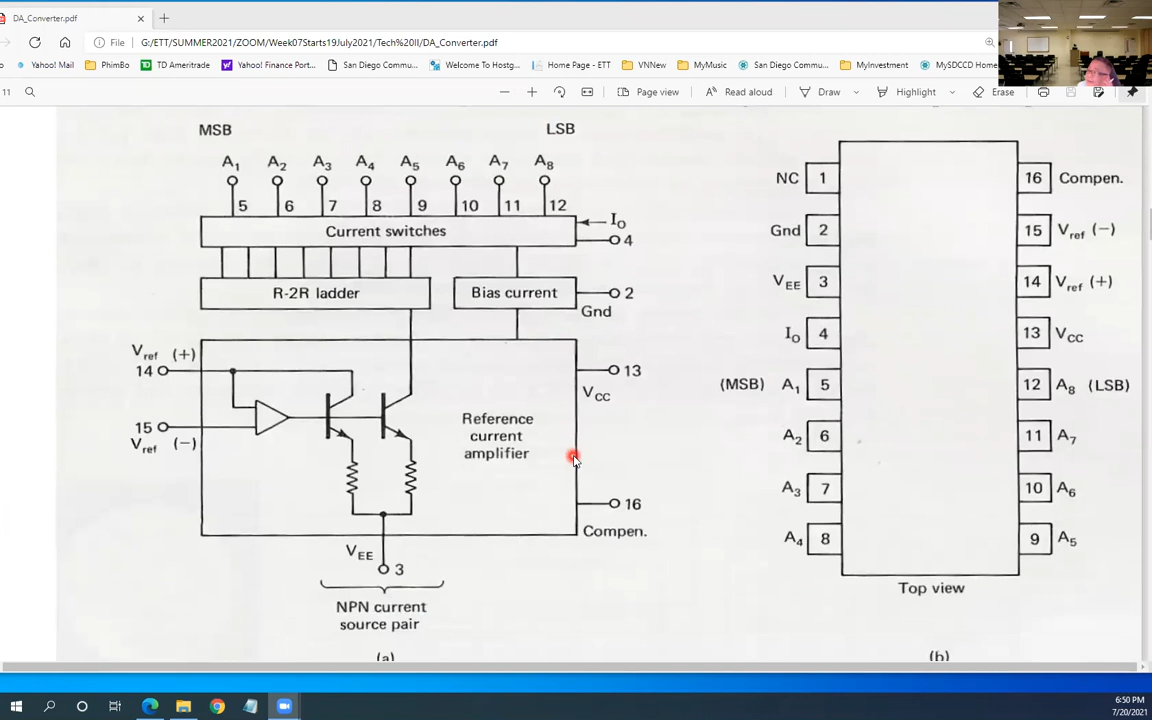 DA_Converter.pdf
File
G:/ETT/SUMMER2021/ZOOM/Week07Starts19July2021/Tech%20II/DA_Converter.pdf
Yahoo! Mail
PhimBo
TD Ameritrade
Yahoo! Finance Port...
San Diego Commu...
Welcome To Hostg...
Home Page - ETT
VNNew
MyMusic
San Diego Commu...
MyInvestment
MySDCCD Home
11
Page view
Read aloud
Draw
Highlight
Erase
MSB LSB
A1 A2 A3 A4 A5 A6 A7 A8
5 6 7 8 9 10 11 12
Current switches
IO
4
R-2R ladder
Bias current
2
Gnd
Vref (+)
14
15
Vref (−)
13
VCC
Reference
current
amplifier
16
Compen.
VEE
3
NPN current
source pair
(a)
NC 1 16 Compen.
Gnd 2 15 Vref (−)
VEE 3 14 Vref (+)
IO 4 13 VCC
(MSB) A1 5 12 A8 (LSB)
A2 6 11 A7
A3 7 10 A6
A4 8 9 A5
Top view
(b)
6:50 PM
7/20/2021